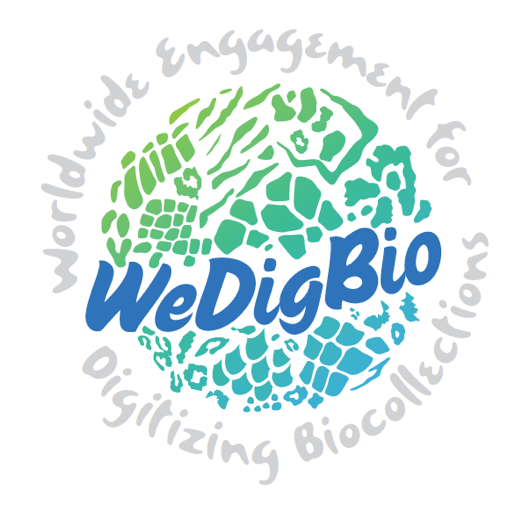 Worldwide Engagement for
WeDigBio
Digitizing Biocollections